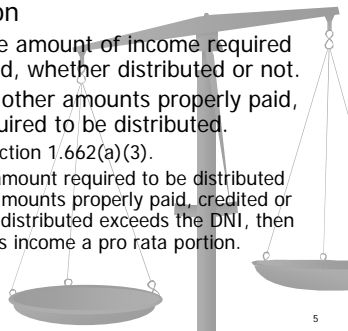 on
e amount of income required
d, whether distributed or not.
other amounts properly paid,
uired to be distributed.
ction 1.662(a)(3).
amount required to be distributed
mounts properly paid, credited or
distributed exceeds the DNI, then
s income a pro rata portion.
5